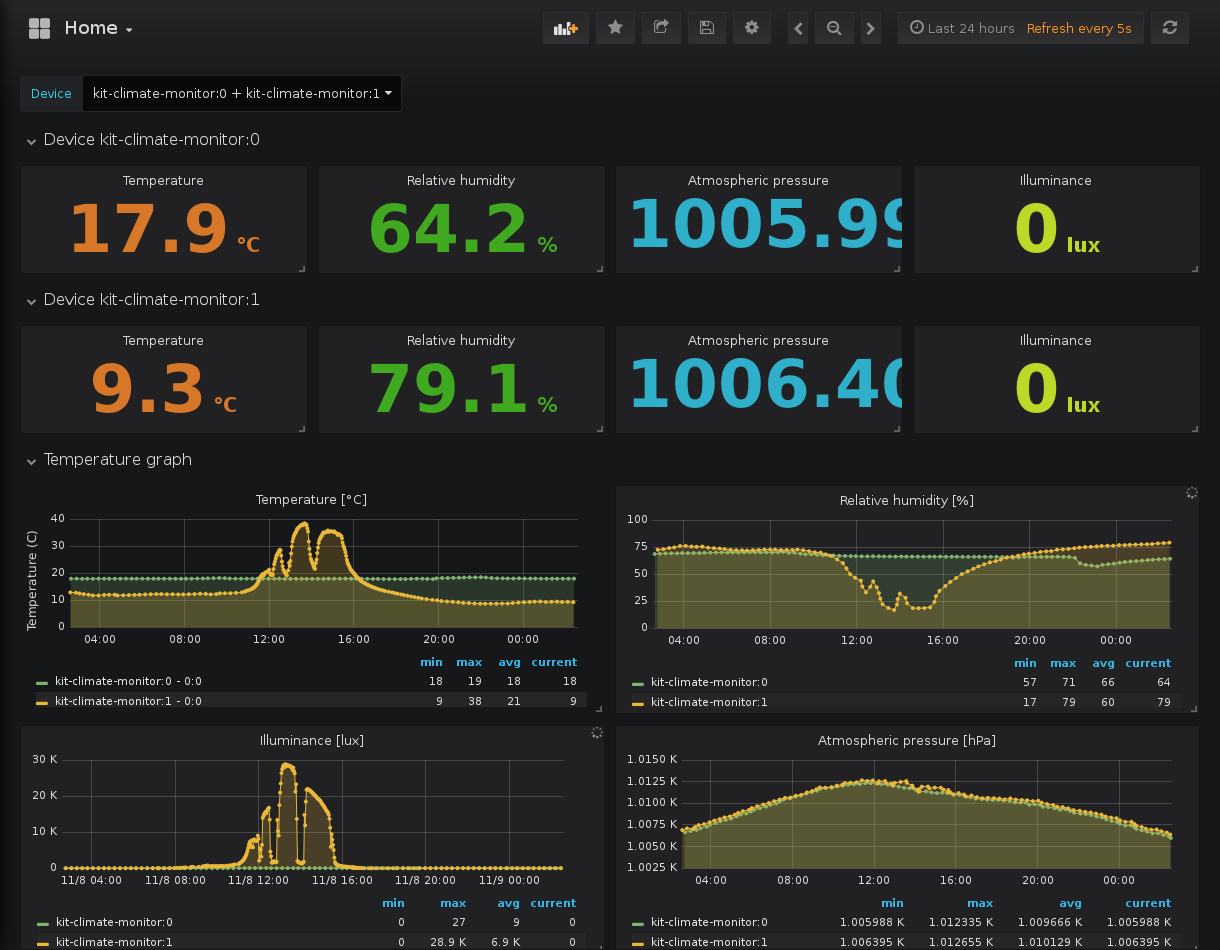 Home
Last 24 hours Refresh every 5s
Device kit-climate-monitor:0 + kit-climate-monitor:1
Device kit-climate-monitor:0
Temperature Relative humidity Atmospheric pressure Illuminance
17.9 °C 64.2 % 1005.99 0 lux
Device kit-climate-monitor:1
Temperature Relative humidity Atmospheric pressure Illuminance
9.3 °C 79.1 % 1006.40 0 lux
Temperature graph
Temperature [°C]
Temperature (C)
40
30
20
10
0
04:00 08:00 12:00 16:00 20:00 00:00
min max avg current
kit-climate-monitor:0 - 0:0 18 19 18 18
kit-climate-monitor:1 - 0:0 9 38 21 9
Relative humidity [%]
100
75
50
25
0
04:00 08:00 12:00 16:00 20:00 00:00
min max avg current
kit-climate-monitor:0 57 71 66 64
kit-climate-monitor:1 17 79 60 79
Illuminance [lux]
30 K
20 K
10 K
0
11/8 04:00 11/8 08:00 11/8 12:00 11/8 16:00 11/8 20:00 11/9 00:00
min max avg current
kit-climate-monitor:0 0 27 9 0
kit-climate-monitor:1 0 28.9 K 6.9 K 0
Atmospheric pressure [hPa]
1.0150 K
1.0125 K
1.0100 K
1.0075 K
1.0050 K
1.0025 K
04:00 08:00 12:00 16:00 20:00 00:00
min max avg current
kit-climate-monitor:0 1.005988 K 1.012335 K 1.009666 K 1.005988 K
kit-climate-monitor:1 1.006395 K 1.012655 K 1.010129 K 1.006395 K